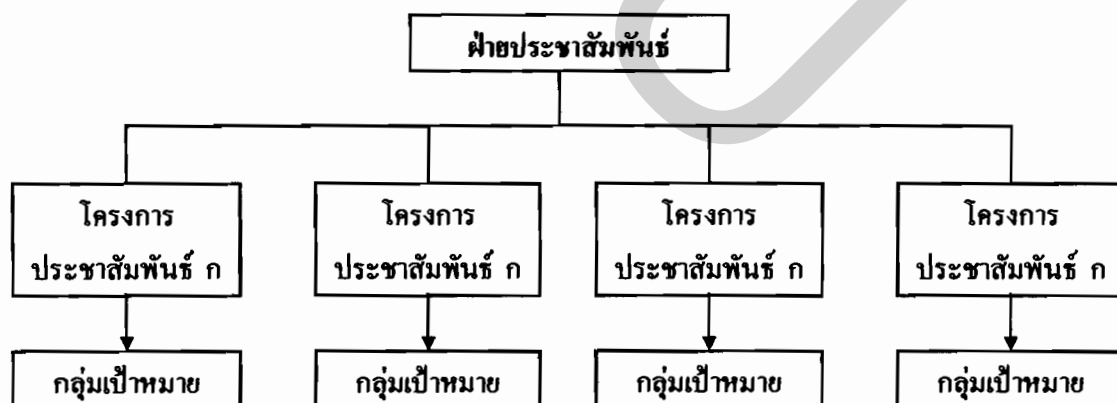 ฝ่ายประชาสัมพันธ์
โครงการ
ประชาสัมพันธ์ ก
โครงการ
ประชาสัมพันธ์ ก
โครงการ
ประชาสัมพันธ์ ก
โครงการ
ประชาสัมพันธ์ ก
กลุ่มเป้าหมาย
กลุ่มเป้าหมาย
กลุ่มเป้าหมาย
กลุ่มเป้าหมาย